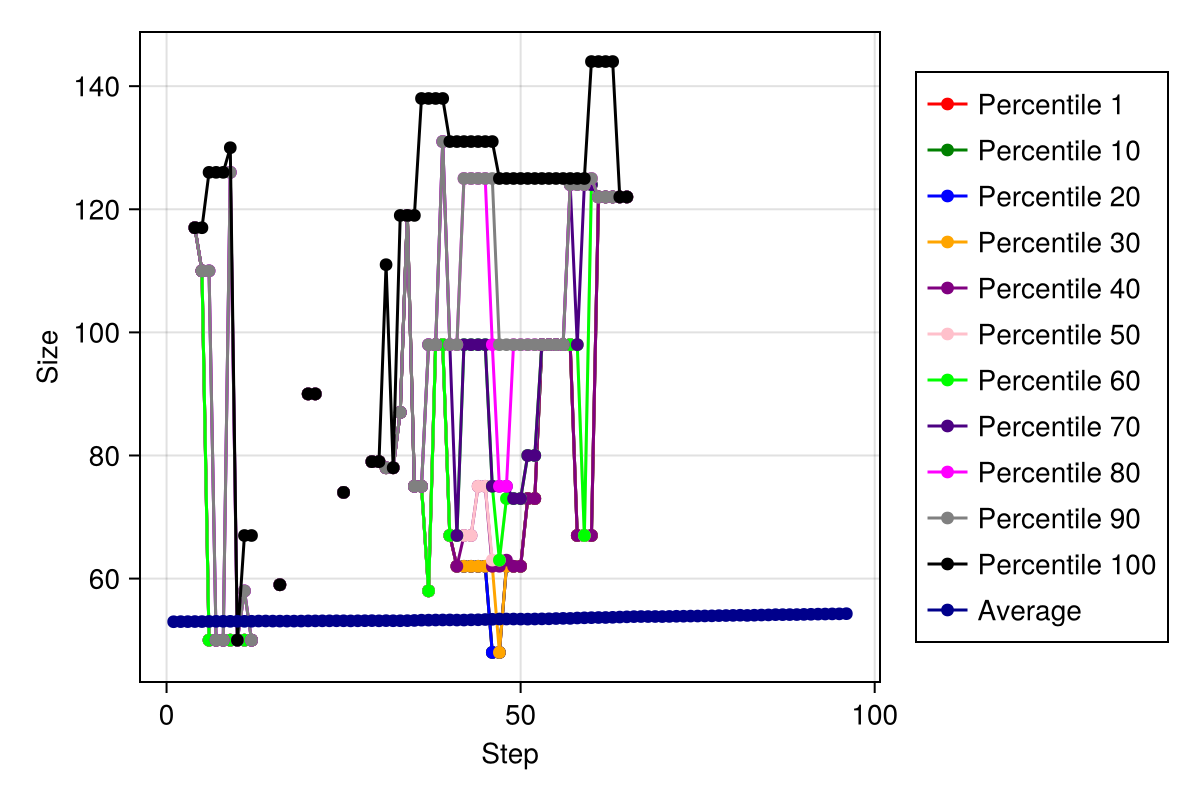 140
120
100
80
60
Size
0
50
100
Step
Percentile 1
Percentile 10
Percentile 20
Percentile 30
Percentile 40
Percentile 50
Percentile 60
Percentile 70
Percentile 80
Percentile 90
Percentile 100
Average